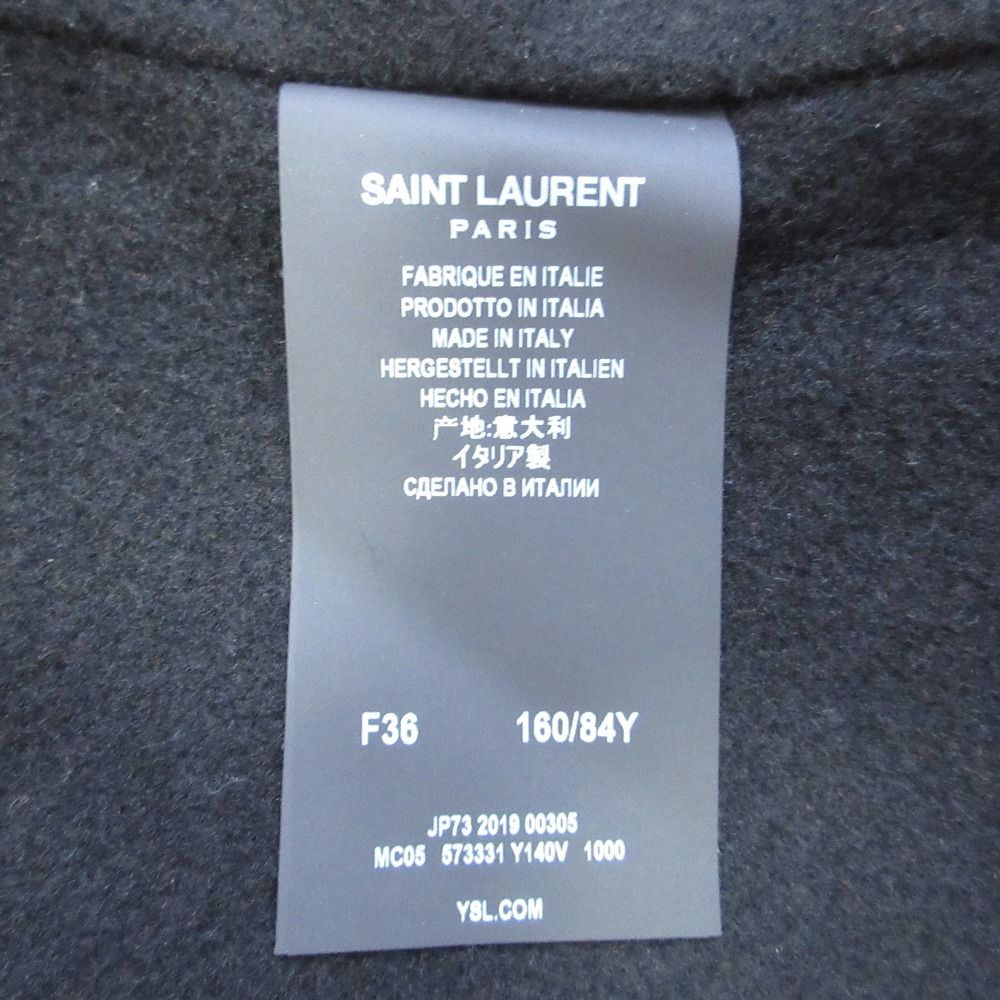 SAINT LAURENT
PARIS
FABRIQUE EN ITALIE
PRODOTTO IN ITALIA
MADE IN ITALY
HERGESTELLT IN ITALIEN
HECHO EN ITALIA
产地:意大利
イタリア製
СДЕЛАНО В ИТАЛИИ
F36 160/84Y
JP73 2019 00305
MC05 573331 Y140V 1000
YSL.COM